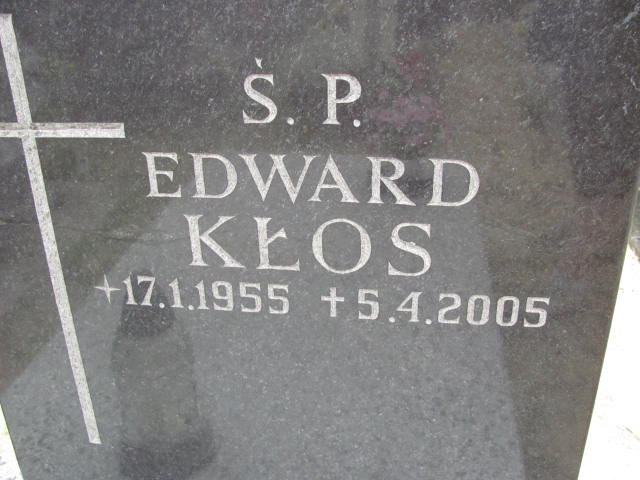 Ś. P.
EDWARD
KŁOS
+17.1.1955 +5.4.2005